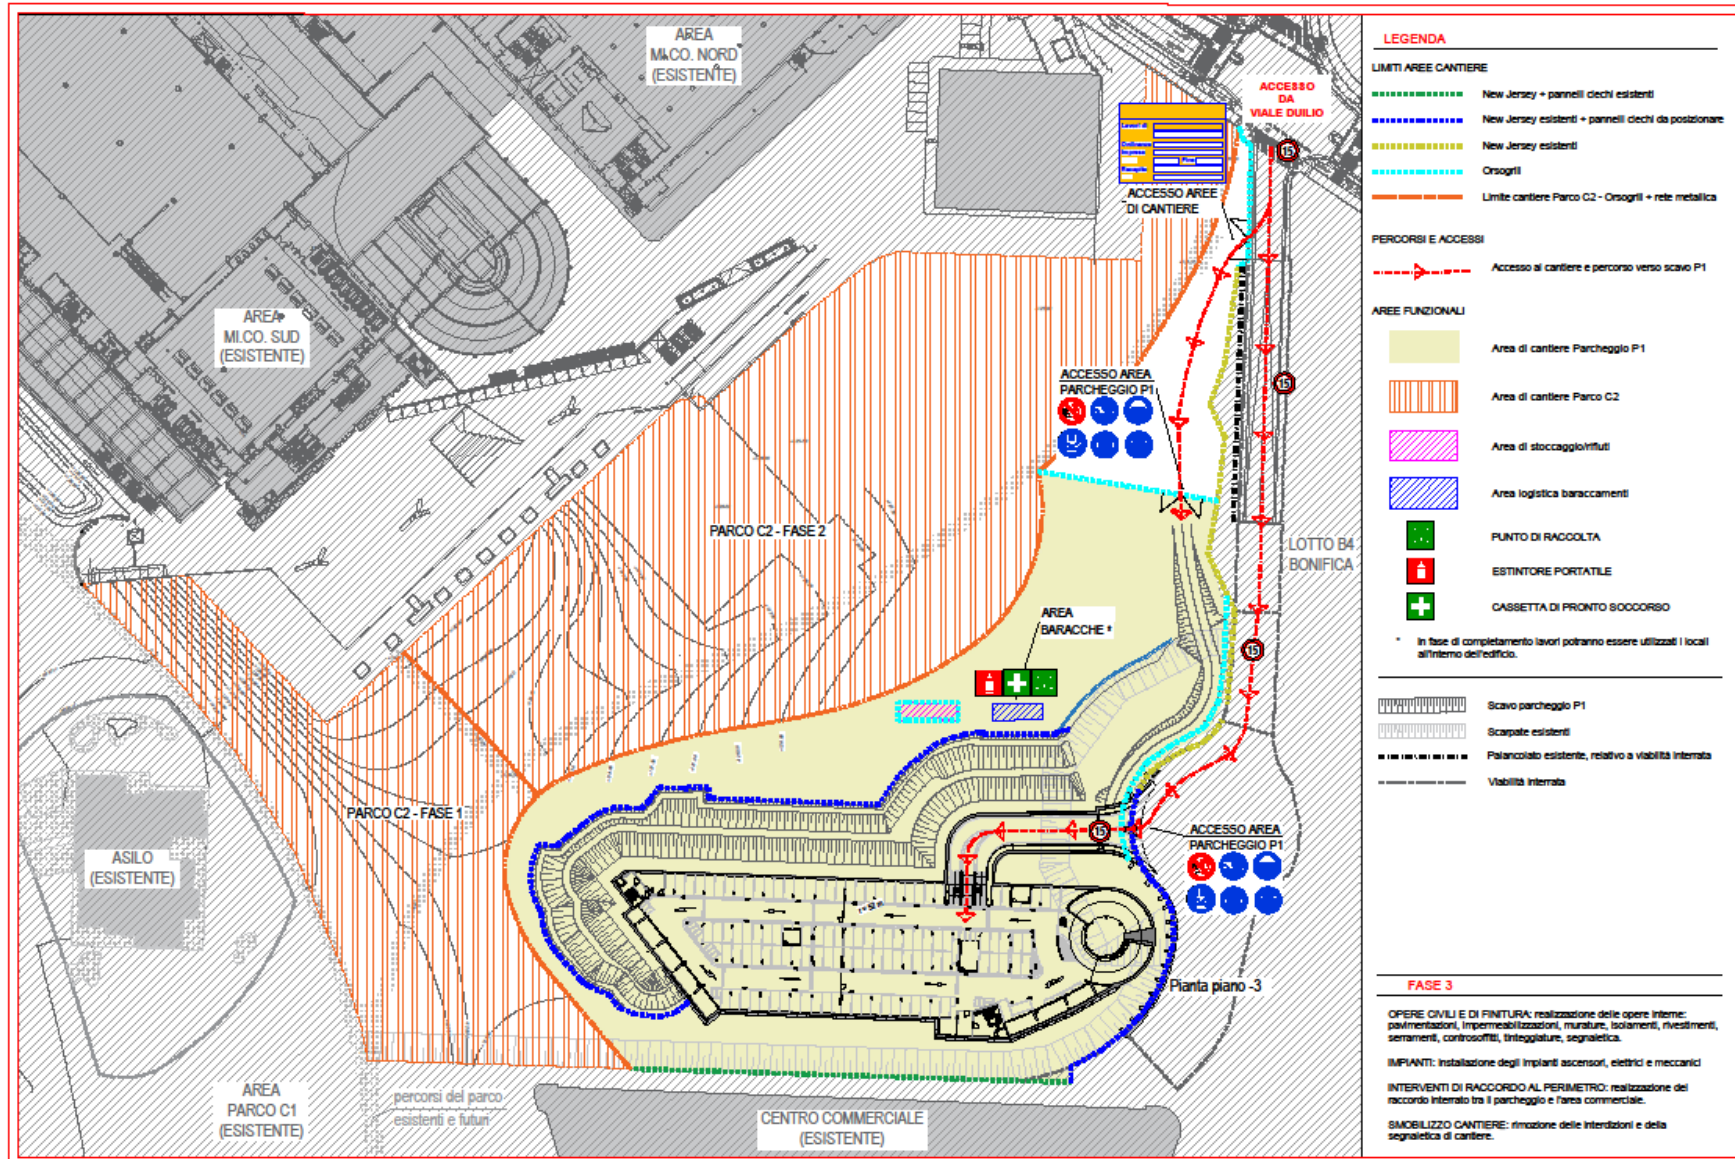 AREA
MI.CO. NORD
(ESISTENTE)
ACCESSO
DA
VIALE DUILIO
Lavori di
Ordinanza
Impresa
Fine
Recapito
15
ACCESSO AREE
DI CANTIERE
AREA
MI.CO. SUD
(ESISTENTE)
ACCESSO AREA
PARCHEGGIO P1
15
PARCO C2 - FASE 2
LOTTO B4
BONIFICA
AREA
BARACCHE *
15
PARCO C2 - FASE 1
15
ACCESSO AREA
PARCHEGGIO P1
ASILO
(ESISTENTE)
Pianta piano -3
AREA
PARCO C1
(ESISTENTE)
percorsi del parco
esistenti e futuri
CENTRO COMMERCIALE
(ESISTENTE)
LEGENDA
LIMITI AREE CANTIERE
New Jersey + pannelli ciechi esistenti
New Jersey esistenti + pannelli ciechi da posizionare
New Jersey esistenti
Orsogrill
Limite cantiere Parco C2 - Orsogrill + rete metallica
PERCORSI E ACCESSI
Accesso al cantiere e percorso verso scavo P1
AREE FUNZIONALI
Area di cantiere Parcheggio P1
Area di cantiere Parco C2
Area di stoccaggio/rifiuti
Area logistica baraccamenti
PUNTO DI RACCOLTA
ESTINTORE PORTATILE
CASSETTA DI PRONTO SOCCORSO
* In fase di completamento lavori potranno essere utilizzati i locali
all'interno dell'edificio.
Scavo parcheggio P1
Scarpate esistenti
Palancolato esistente, relativo a viabilità interrata
Viabilità interrata
FASE 3
OPERE CIVILI E DI FINITURA: realizzazione delle opere interne:
pavimentazioni, impermeabilizzazioni, murature, isolamenti, rivestimenti,
serramenti, controsoffitti, tinteggiature, segnaletica.
IMPIANTI: installazione degli impianti ascensori, elettrici e meccanici
INTERVENTI DI RACCORDO AL PERIMETRO: realizzazione del
raccordo interrato tra il parcheggio e l'area commerciale.
SMOBILIZZO CANTIERE: rimozione delle interdizioni e della
segnaletica di cantiere.